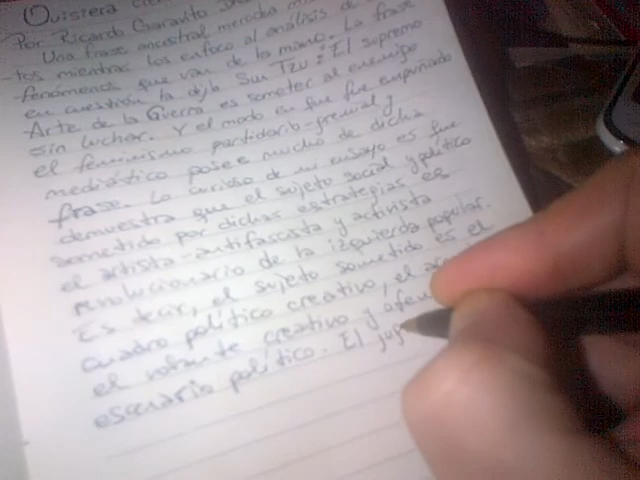 Quisiera
Por Ricardo Garavito
Una frase ancestral merodea mis
-tos mientras los enfoco al análisis de
fenómenos que van de la mano. La frase
en cuestión la dijo Sun Tzu: El supremo
Arte de la Guerra es someter al enemigo
sin luchar. Y el modo en que fue empuñado
el feminismo partidario-gremial y
mediático posee mucho de dicha
frase. Lo curioso de mi ensayo es que
demuestra que el sujeto social y político
sometido por dichas estrategias es
el artista-antifascista y activista
revolucionario de la izquierda popular.
Es decir, el sujeto sometido es el
cuadro político creativo, el
el votante creativo y
escenario político. El